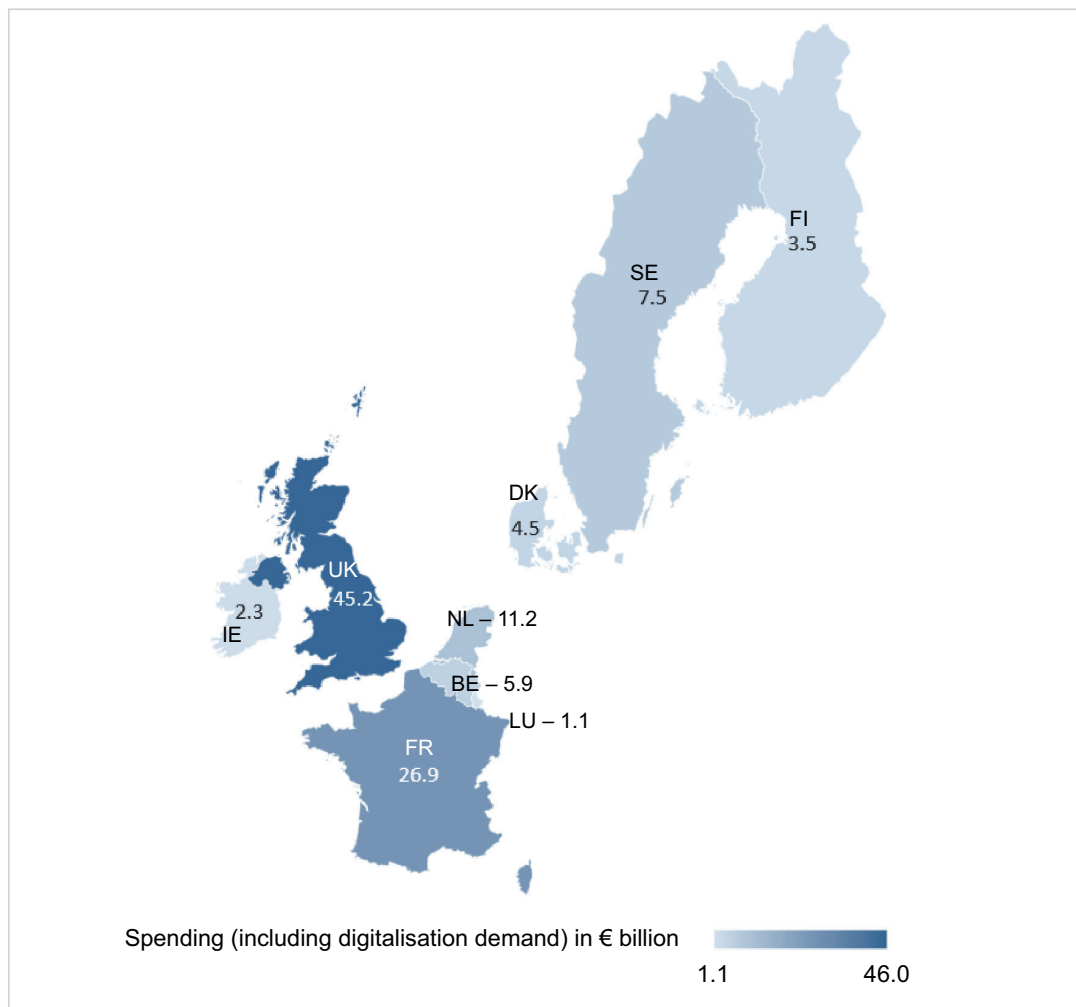 FI
3.5
SE
7.5
DK
4.5
UK
45.2
2.3
IE
NL – 11.2
BE – 5.9
LU – 1.1
FR
26.9
Spending (including digitalisation demand) in € billion
1.1 46.0